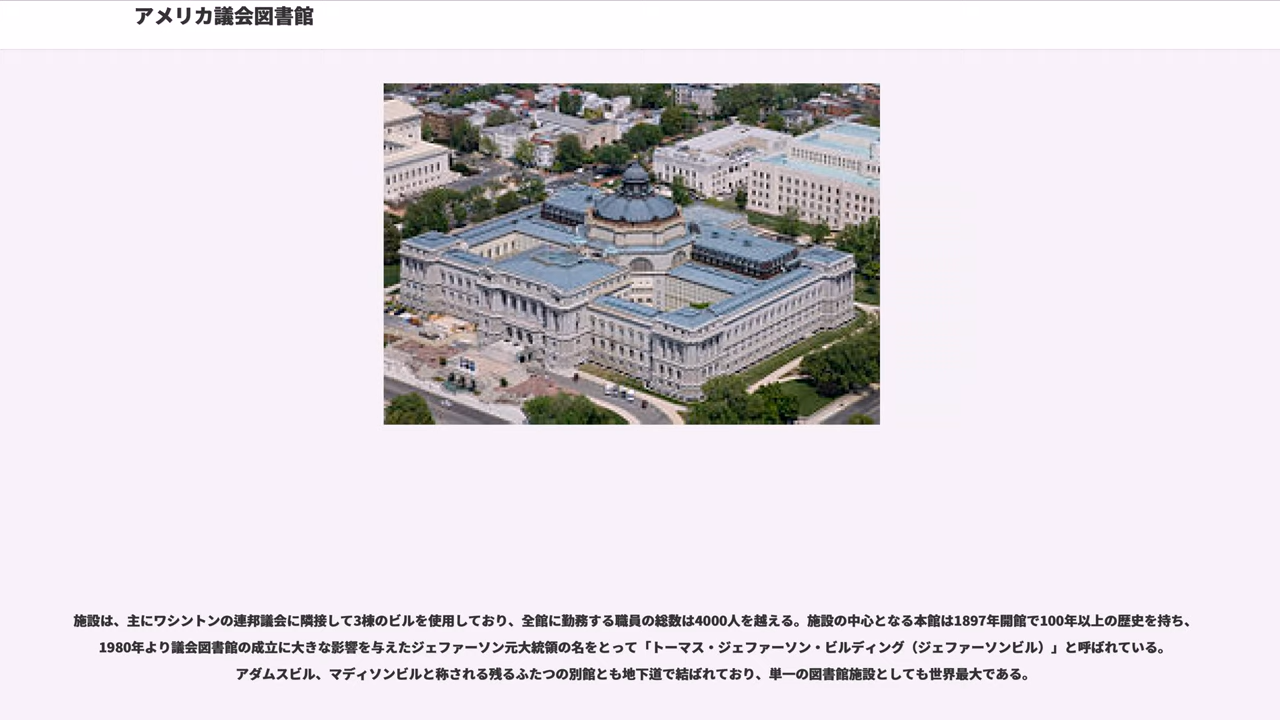 アメリカ議会図書館
施設は、主にワシントンの連邦議会に隣接して3棟のビルを使用しており、全館に勤務する職員の総数は4000人を越える。施設の中心となる本館は1897年開館で100年以上の歴史を持ち、
1980年より議会図書館の成立に大きな影響を与えたジェファーソン元大統領の名をとって「トーマス・ジェファーソン・ビルディング（ジェファーソンビル）」と呼ばれている。
アダムスビル、マディソンビルと称される残るふたつの別館とも地下道で結ばれており、単一の図書館施設としても世界最大である。